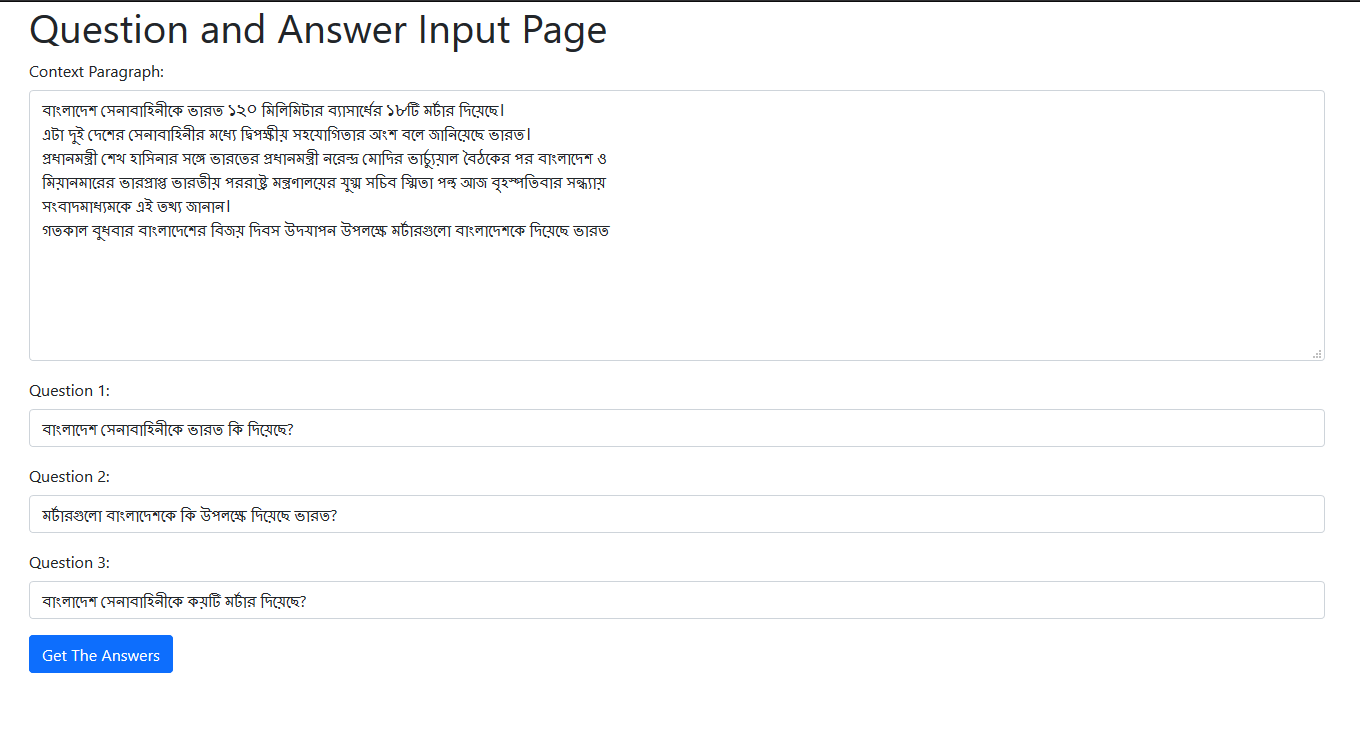 Question and Answer Input Page
Context Paragraph:
বাংলাদেশ সেনাবাহিনীকে ভারত ১২০ মিলিমিটার ব্যাসার্ধের ১৮টি মর্টার দিয়েছে।
এটা দুই দেশের সেনাবাহিনীর মধ্যে দ্বিপক্ষীয় সহযোগিতার অংশ বলে জানিয়েছে ভারত।
প্রধানমন্ত্রী শেখ হাসিনার সঙ্গে ভারতের প্রধানমন্ত্রী নরেন্দ্র মোদির ভার্চ্যুয়াল বৈঠকের পর বাংলাদেশ ও
মিয়ানমারের ভারপ্রাপ্ত ভারতীয় পররাষ্ট্র মন্ত্রণালয়ের যুগ্ম সচিব স্মিতা পন্থ আজ বৃহস্পতিবার সন্ধ্যায়
সংবাদমাধ্যমকে এই তথ্য জানান।
গতকাল বুধবার বাংলাদেশের বিজয় দিবস উদযাপন উপলক্ষে মর্টারগুলো বাংলাদেশকে দিয়েছে ভারত
Question 1:
বাংলাদেশ সেনাবাহিনীকে ভারত কি দিয়েছে?
Question 2:
মর্টারগুলো বাংলাদেশকে কি উপলক্ষে দিয়েছে ভারত?
Question 3:
বাংলাদেশ সেনাবাহিনীকে কয়টি মর্টার দিয়েছে?
Get The Answers